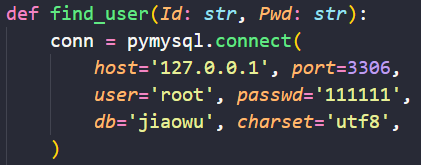 def find_user(Id: str, Pwd: str):
    conn = pymysql.connect(
        host='127.0.0.1', port=3306,
        user='root', passwd='111111',
        db='jiaowu', charset='utf8',
    )